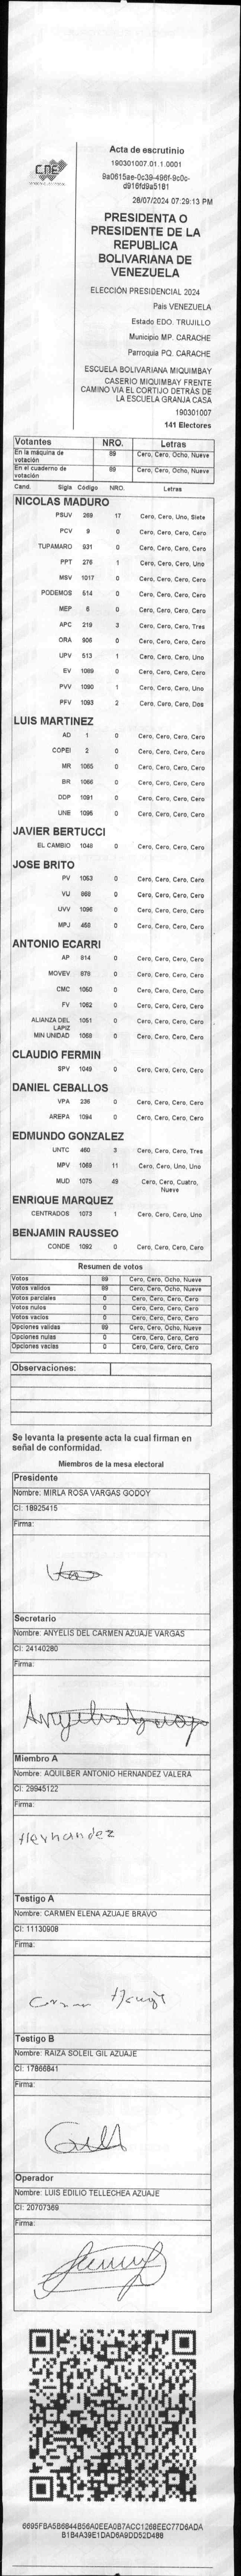 CNE
Acta de escrutinio
190301007.01.1.0001
28/07/2024 07:29:13 PM
PRESIDENTA O
PRESIDENTE DE LA
REPUBLICA
BOLIVARIANA DE
VENEZUELA
ELECCIÓN PRESIDENCIAL 2024
Pais VENEZUELA
Estado EDO. TRUJILLO
Municipio MP. CARACHE
Parroquia PQ. CARACHE
ESCUELA BOLIVARIANA MIQUIMBAY
CASERIO MIQUIMBAY FRENTE
CAMINO VIA EL CORTIJO DETRÁS DE
LA ESCUELA GRANJA CASA
190301007
141 Electores
Votantes NRO. Letras
En la máquina de votación 89 Cero, Cero, Ocho, Nueve
En el cuaderno de votación 89 Cero, Cero, Ocho, Nueve
Cand. Sigla Código NRO. Letras
NICOLAS MADURO
PSUV 269 17 Cero, Cero, Uno, Siete
PCV 9 0 Cero, Cero, Cero, Cero
TUPAMARO 931 0 Cero, Cero, Cero, Cero
PPT 276 1 Cero, Cero, Cero, Uno
MSV 1017 0 Cero, Cero, Cero, Cero
PODEMOS 514 0 Cero, Cero, Cero, Cero
MEP 6 0 Cero, Cero, Cero, Cero
APC 219 3 Cero, Cero, Cero, Tres
ORA 906 0 Cero, Cero, Cero, Cero
UPV 513 1 Cero, Cero, Cero, Uno
EV 1089 0 Cero, Cero, Cero, Cero
PVV 1090 1 Cero, Cero, Cero, Uno
PFV 1093 2 Cero, Cero, Cero, Dos
LUIS MARTINEZ
AD 1 0 Cero, Cero, Cero, Cero
COPEI 2 0 Cero, Cero, Cero, Cero
MR 1065 0 Cero, Cero, Cero, Cero
BR 1066 0 Cero, Cero, Cero, Cero
DDP 1091 0 Cero, Cero, Cero, Cero
UNE 1095 0 Cero, Cero, Cero, Cero
JAVIER BERTUCCI
EL CAMBIO 1048 0 Cero, Cero, Cero, Cero
JOSE BRITO
PV 1053 0 Cero, Cero, Cero, Cero
VU 868 0 Cero, Cero, Cero, Cero
UVV 1096 0 Cero, Cero, Cero, Cero
MPJ 458 0 Cero, Cero, Cero, Cero
ANTONIO ECARRI
AP 814 0 Cero, Cero, Cero, Cero
MOVEV 878 0 Cero, Cero, Cero, Cero
CMC 1050 0 Cero, Cero, Cero, Cero
FV 1062 0 Cero, Cero, Cero, Cero
ALIANZA DEL LAPIZ 1051 0 Cero, Cero, Cero, Cero
MIN UNIDAD 1068 0 Cero, Cero, Cero, Cero
CLAUDIO FERMIN
SPV 1049 0 Cero, Cero, Cero, Cero
DANIEL CEBALLOS
VPA 236 0 Cero, Cero, Cero, Cero
AREPA 1094 0 Cero, Cero, Cero, Cero
EDMUNDO GONZALEZ
UNTC 460 3 Cero, Cero, Cero, Tres
MPV 1069 11 Cero, Cero, Uno, Uno
MUD 1075 49 Cero, Cero, Cuatro,
Nueve
ENRIQUE MARQUEZ
CENTRADOS 1073 1 Cero, Cero, Cero, Uno
BENJAMIN RAUSSEO
CONDE 1092 0 Cero, Cero, Cero, Cero
Resumen de votos
Votos 89 Cero, Cero, Ocho, Nueve
Votos validos 89 Cero, Cero, Ocho, Nueve
Votos parciales 0 Cero, Cero, Cero, Cero
Votos nulos 0 Cero, Cero, Cero, Cero
Votos vacios 0 Cero, Cero, Cero, Cero
Opciones validas 89 Cero, Cero, Ocho, Nueve
Opciones nulas 0 Cero, Cero, Cero, Cero
Opciones vacias 0 Cero, Cero, Cero, Cero
Observaciones:
Se levanta la presente acta la cual firman en
señal de conformidad.
Miembros de la mesa electoral
Presidente
Nombre: MIRLA ROSA VARGAS GODOY
CI: 18925415
Firma:
Secretario
Nombre: ANYELIS DEL CARMEN AZUAJE VARGAS
CI: 24140280
Firma:
Anyelis Azuaje
Miembro A
Nombre: AQUILBER ANTONIO HERNANDEZ VALERA
CI: 29945122
Firma:
Hernandez
Testigo A
Nombre: CARMEN ELENA AZUAJE BRAVO
CI: 11130908
Firma:
Testigo B
Nombre: RAIZA SOLEIL GIL AZUAJE
CI: 17866841
Firma:
Operador
Nombre: LUIS EDILIO TELLECHEA AZUAJE
CI: 20707369
Firma: